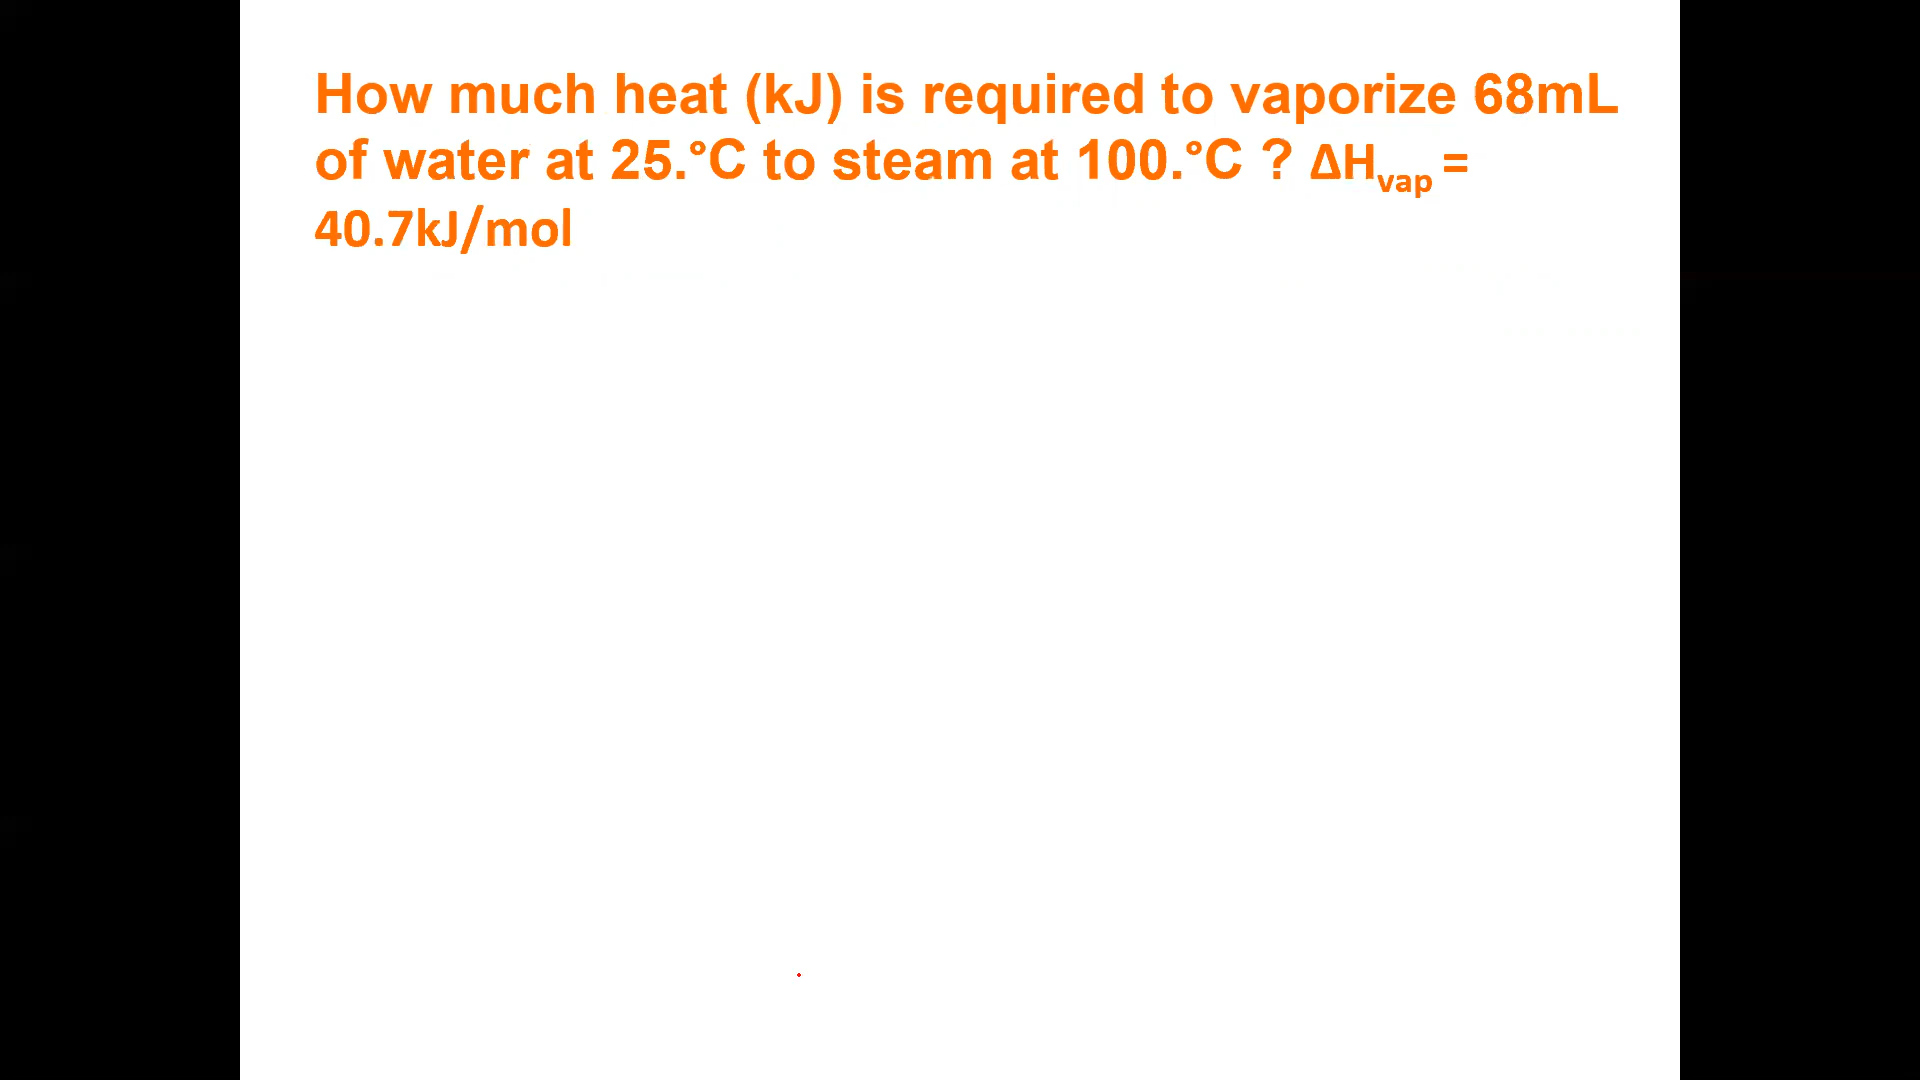 How much heat (kJ) is required to vaporize 68mL
of water at 25.°C to steam at 100.°C ? ΔHvap =
40.7kJ/mol